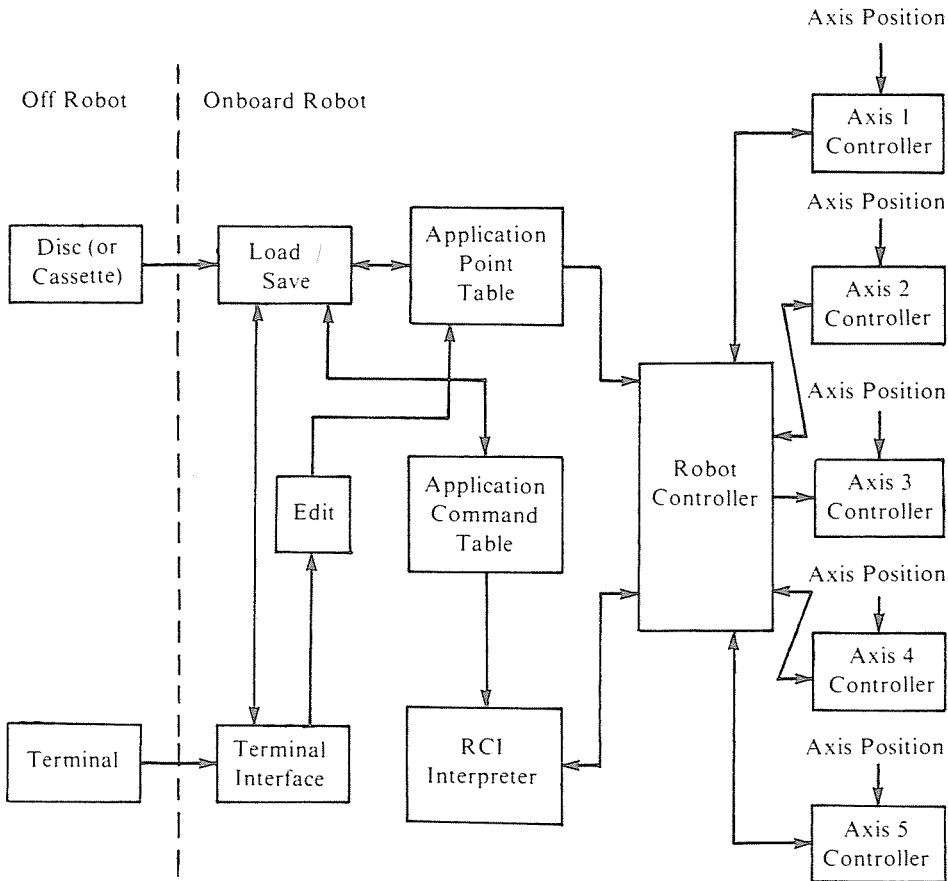 Off Robot
Onboard Robot
Disc (or
Cassette)
Load /
Save
Application
Point
Table
Edit
Application
Command
Table
Terminal
Terminal
Interface
RCI
Interpreter
Robot
Controller
Axis Position
Axis 1
Controller
Axis Position
Axis 2
Controller
Axis Position
Axis 3
Controller
Axis Position
Axis 4
Controller
Axis Position
Axis 5
Controller